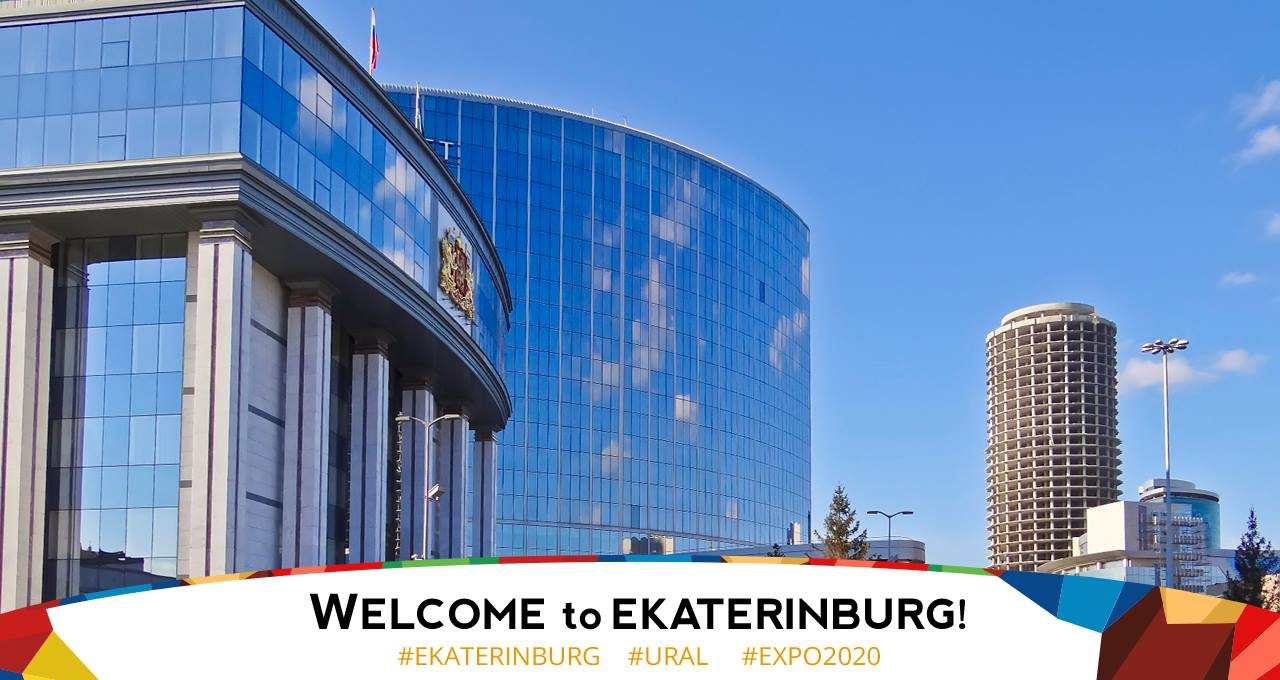 WELCOME to EKATERINBURG!
#EKATERINBURG #URAL #EXPO2020